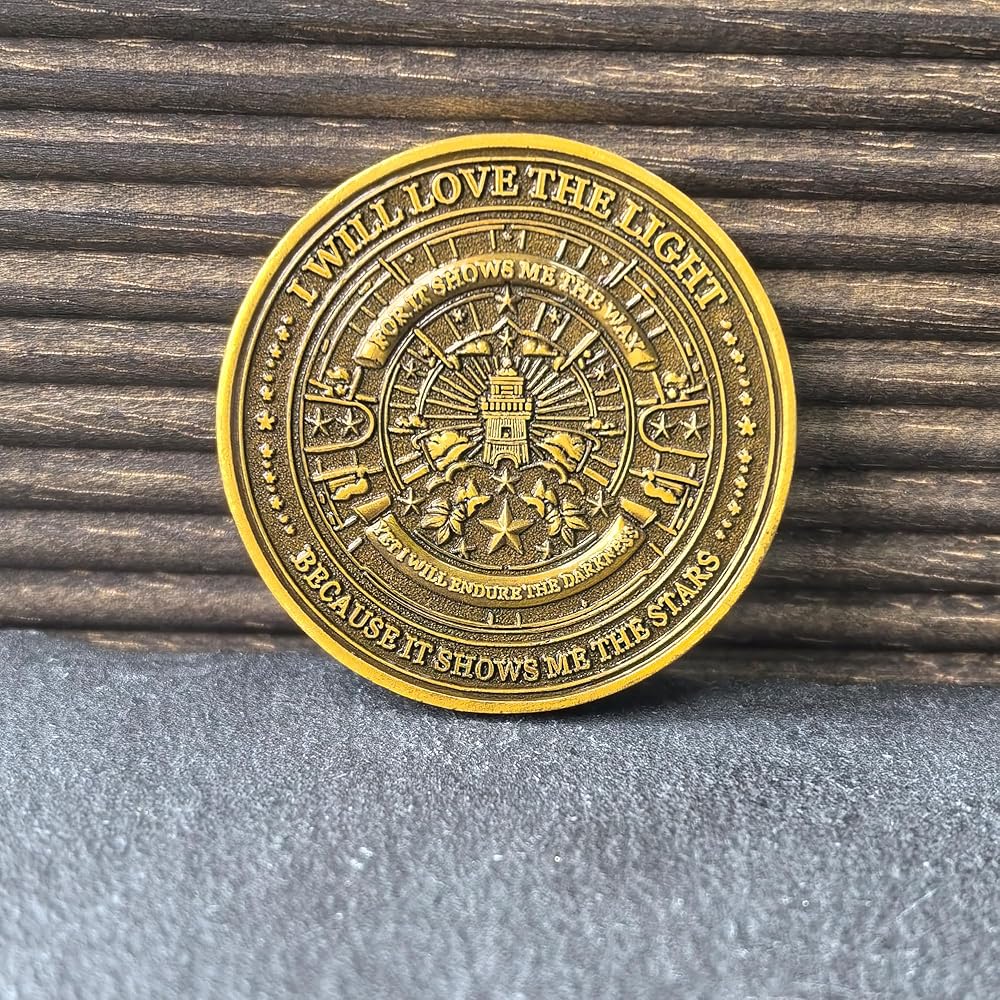 I WILL LOVE THE LIGHT
FOR IT SHOWS ME THE WAY
YET I WILL ENDURE THE DARKNESS
BECAUSE IT SHOWS ME THE STARS